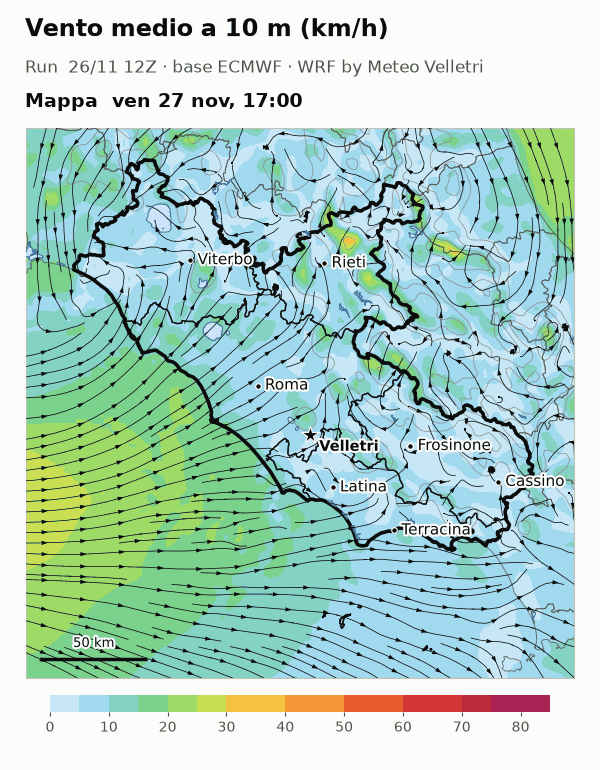 Vento medio a 10 m (km/h)
Run  26/11 12Z · base ECMWF · WRF by Meteo Velletri
Mappa  ven 27 nov, 17:00
Viterbo
Rieti
Roma
Velletri
Frosinone
Cassino
Latina
Terracina
50 km
0 10 20 30 40 50 60 70 80